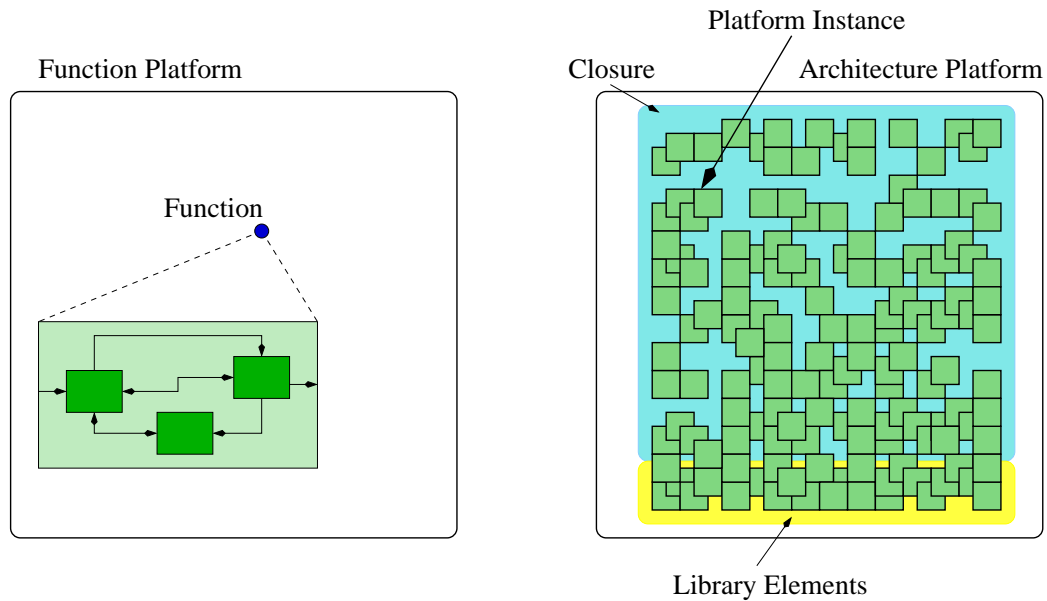 Platform Instance
Function Platform
Closure
Architecture Platform
Function
Library Elements